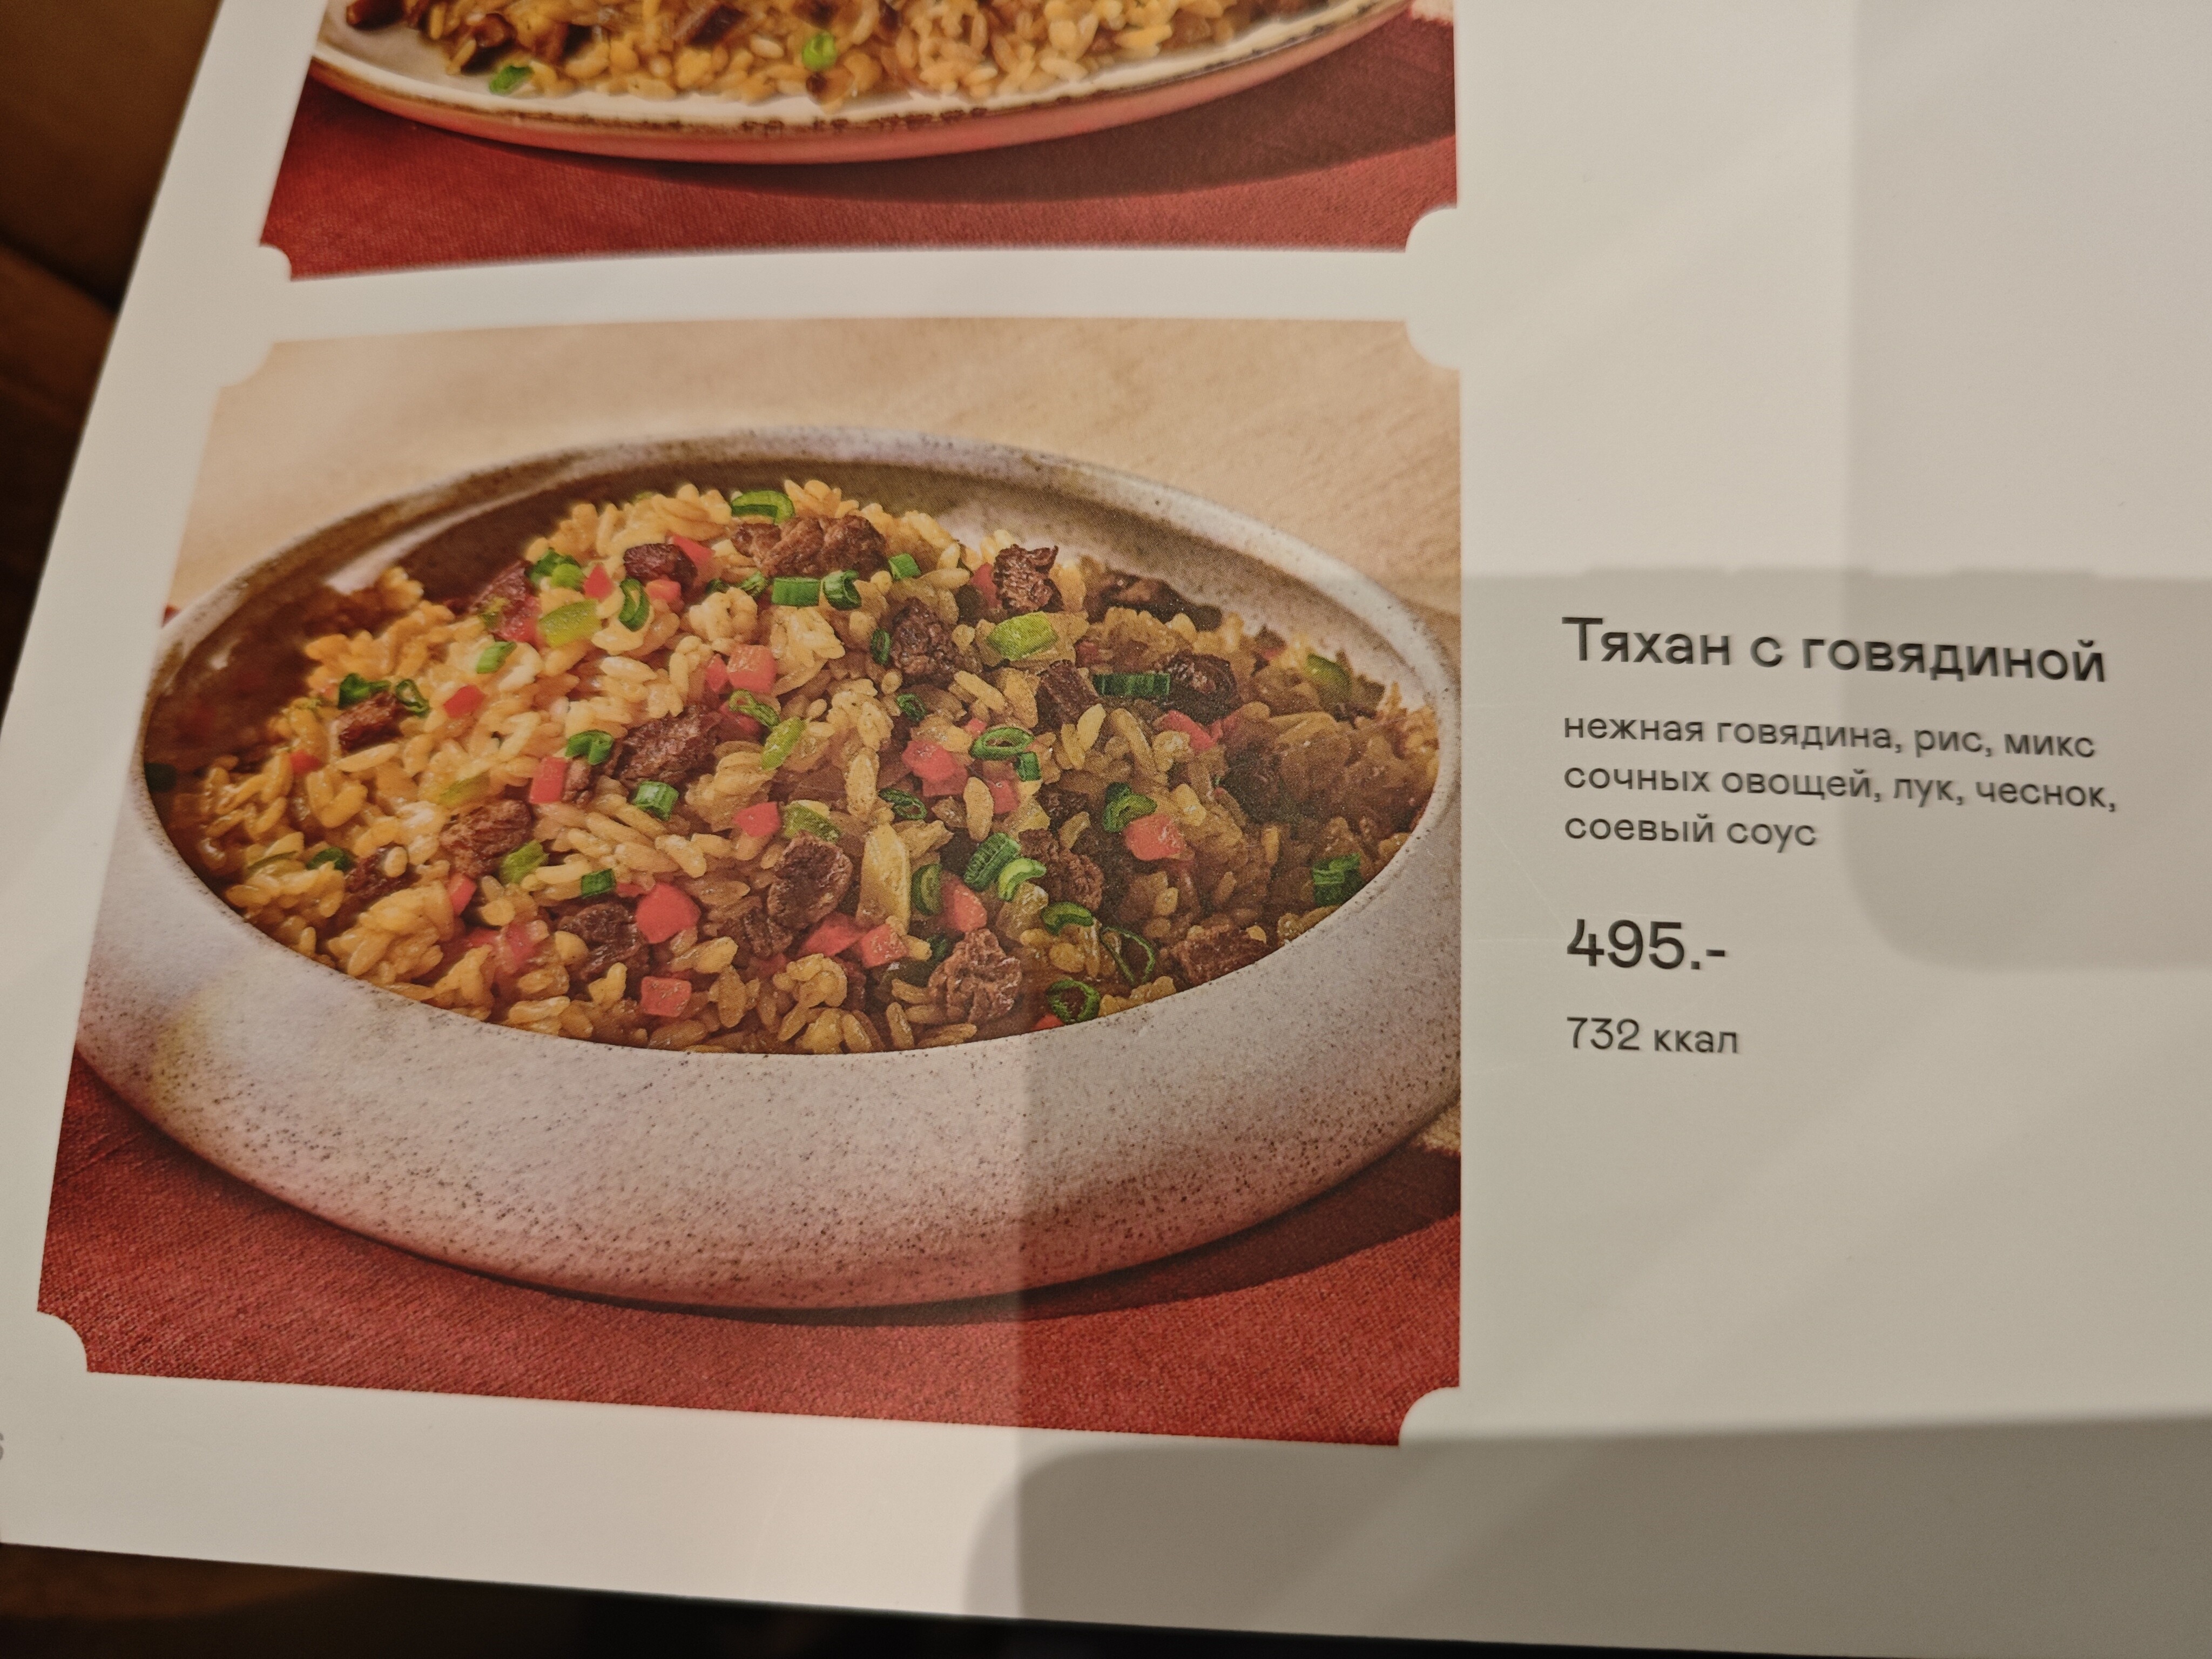 Тяхан с говядиной
нежная говядина, рис, микс
сочных овощей, лук, чеснок,
соевый соус
495.-
732 ккал